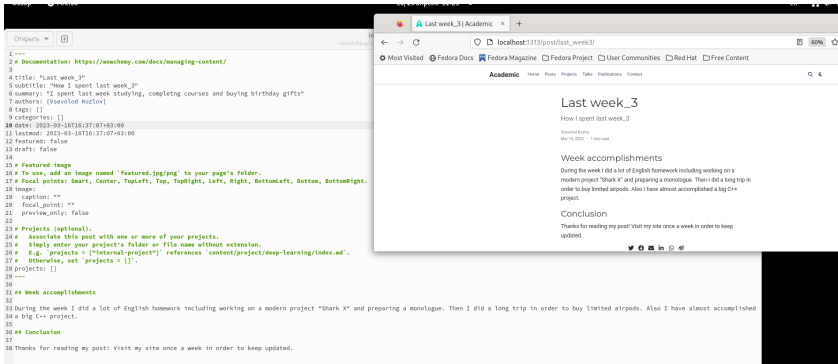 Открыть
1 ---
2 # Documentation: https://wowchemy.com/docs/managing-content/
3
4 title: "Last week_3"
5 subtitle: "How I spent last week_3"
6 summary: "I spent last week studying, completng courses and buying birthday gifts"
7 authors: [Vsevolod Kozlov]
8 tags: []
9 categories: []
10 date: 2023-03-16T16:37:07+03:00
11 lastmod: 2023-03-16T16:37:07+03:00
12 featured: false
13 draft: false
14
15 # Featured image
16 # To use, add an image named `featured.jpg/png` to your page's folder.
17 # Focal points: Smart, Center, TopLeft, Top, TopRight, Left, Right, BottomLeft, Bottom, BottomRight.
18 image:
19 caption: ""
20 focal_point: ""
21 preview_only: false
22
23 # Projects (optional).
24 # Associate this post with one or more of your projects.
25 # Simply enter your project's folder or file name without extension.
26 # E.g. `projects = ["internal-project"]` references `content/project/deep-learning/index.md`.
27 # Otherwise, set `projects = []`.
28 projects: []
29 ---
30
31 ## Week accomplishments
32
33 During the week I did a lot of English homework including working on a modern project "Shark X" and preparing a monologue. Then I did a long trip in order to buy limited airpods. Also I have almost accomplished
34 a big C++ project.
35
36 ## Conclusion
37
38 Thanks for reading my post! Visit my site once a week in order to keep updated.
Last week_3 | Academic
localhost:1313/post/last_week3/
60%
Most Visited Fedora Docs Fedora Magazine Fedora Project User Communities Red Hat Free Content
Academic Home Posts Projects Talks Publications Contact
Last week_3
How I spent last week_3
Vsevolod Kozlov
Mar 16, 2023 · 1 min read
Week accomplishments
During the week I did a lot of English homework including working on a
modern project "Shark X" and preparing a monologue. Then I did a long trip in
order to buy limited airpods. Also I have almost accomplished a big C++
project.
Conclusion
Thanks for reading my post! Visit my site once a week in order to keep
updated.